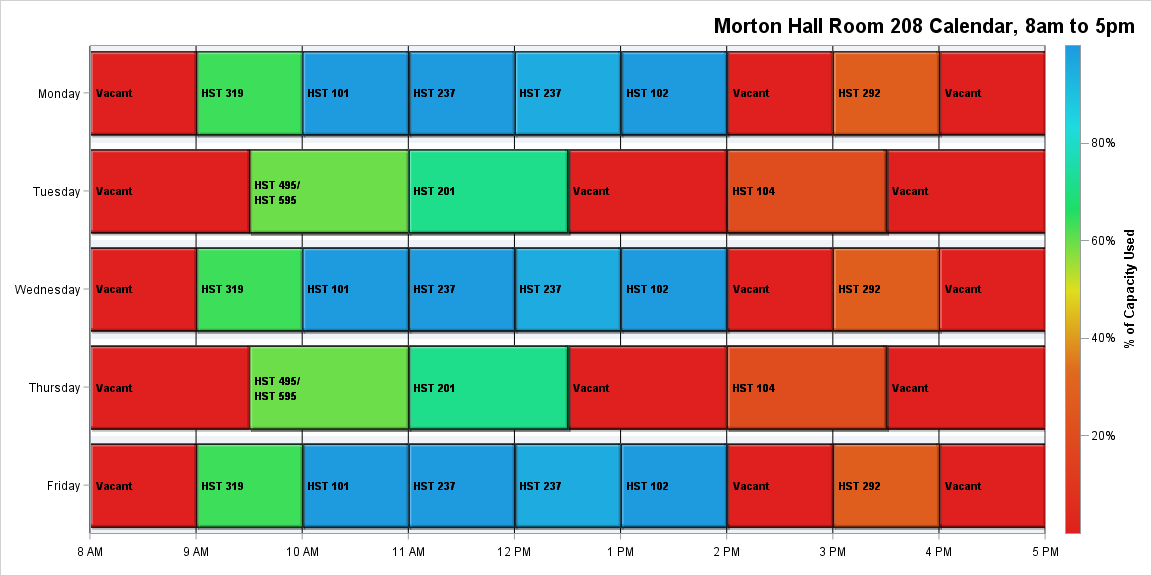 Morton Hall Room 208 Calendar, 8am to 5pm
Monday
Vacant
HST 319
HST 101
HST 237
HST 237
HST 102
Vacant
HST 292
Vacant
Tuesday
Vacant
HST 495/
HST 595
HST 201
Vacant
HST 104
Vacant
Wednesday
Vacant
HST 319
HST 101
HST 237
HST 237
HST 102
Vacant
HST 292
Vacant
Thursday
Vacant
HST 495/
HST 595
HST 201
Vacant
HST 104
Vacant
Friday
Vacant
HST 319
HST 101
HST 237
HST 237
HST 102
Vacant
HST 292
Vacant
8 AM
9 AM
10 AM
11 AM
12 PM
1 PM
2 PM
3 PM
4 PM
5 PM
80%
60%
40%
20%
% of Capacity Used